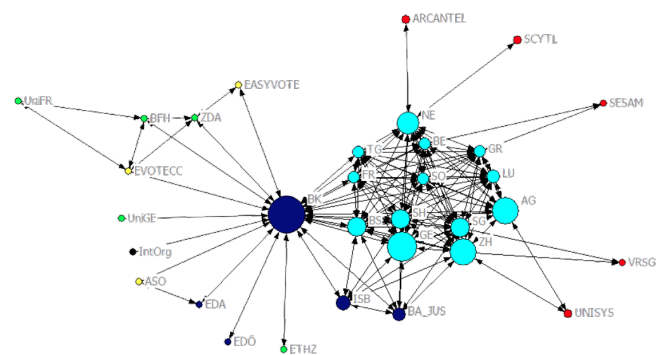 ARCANTEL
SCYTL
EASYVOTE
UniFR
SESAM
BFH
ZDA
NE
BE
TG
GR
EVOTECC
FR
SO
LU
BK
AG
UniGE
BS
SH
SG
GE
ZH
IntOrg
VRSG
ASO
EDA
ISB
BA_JUS
UNISYS
EDÖ
ETHZ